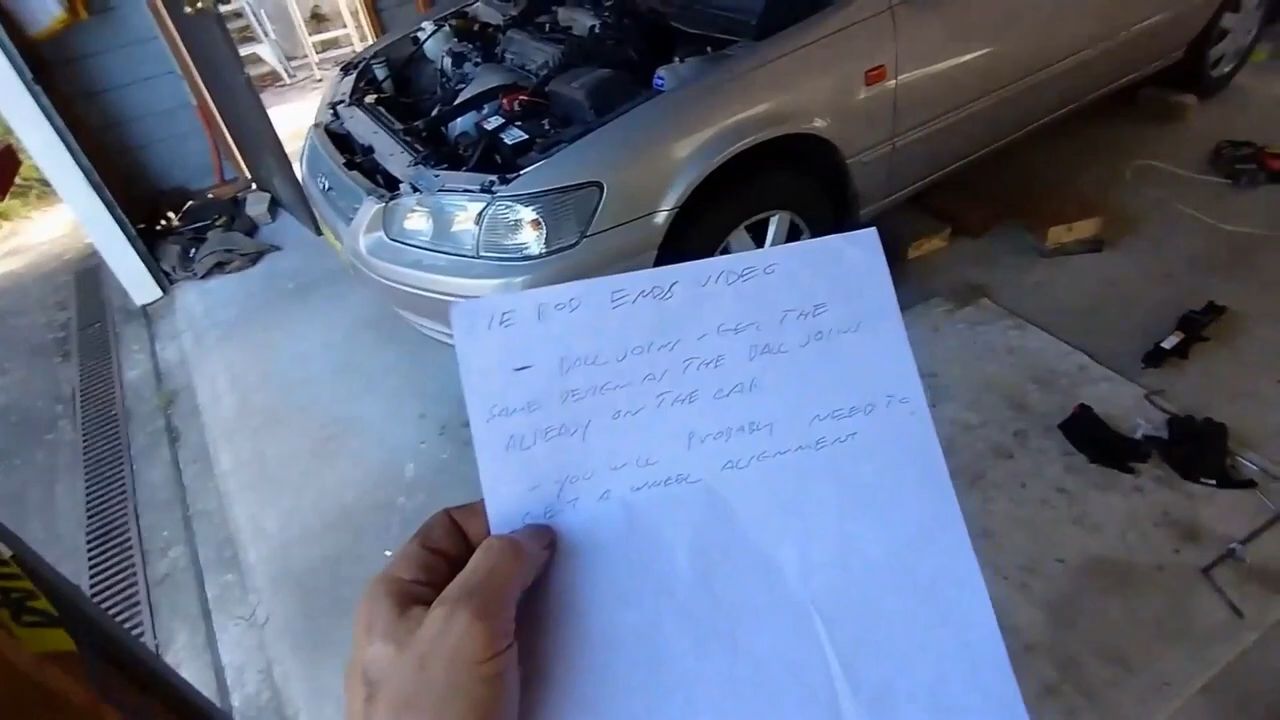 IE ROD ENDS VIDEO
- BALL JOINT - GET THE
SAME DESIGN AS THE BALL JOINT
ALREADY ON THE CAR
- YOU WILL PROBABLY NEED TO
GET A WHEEL ALIGNMENT